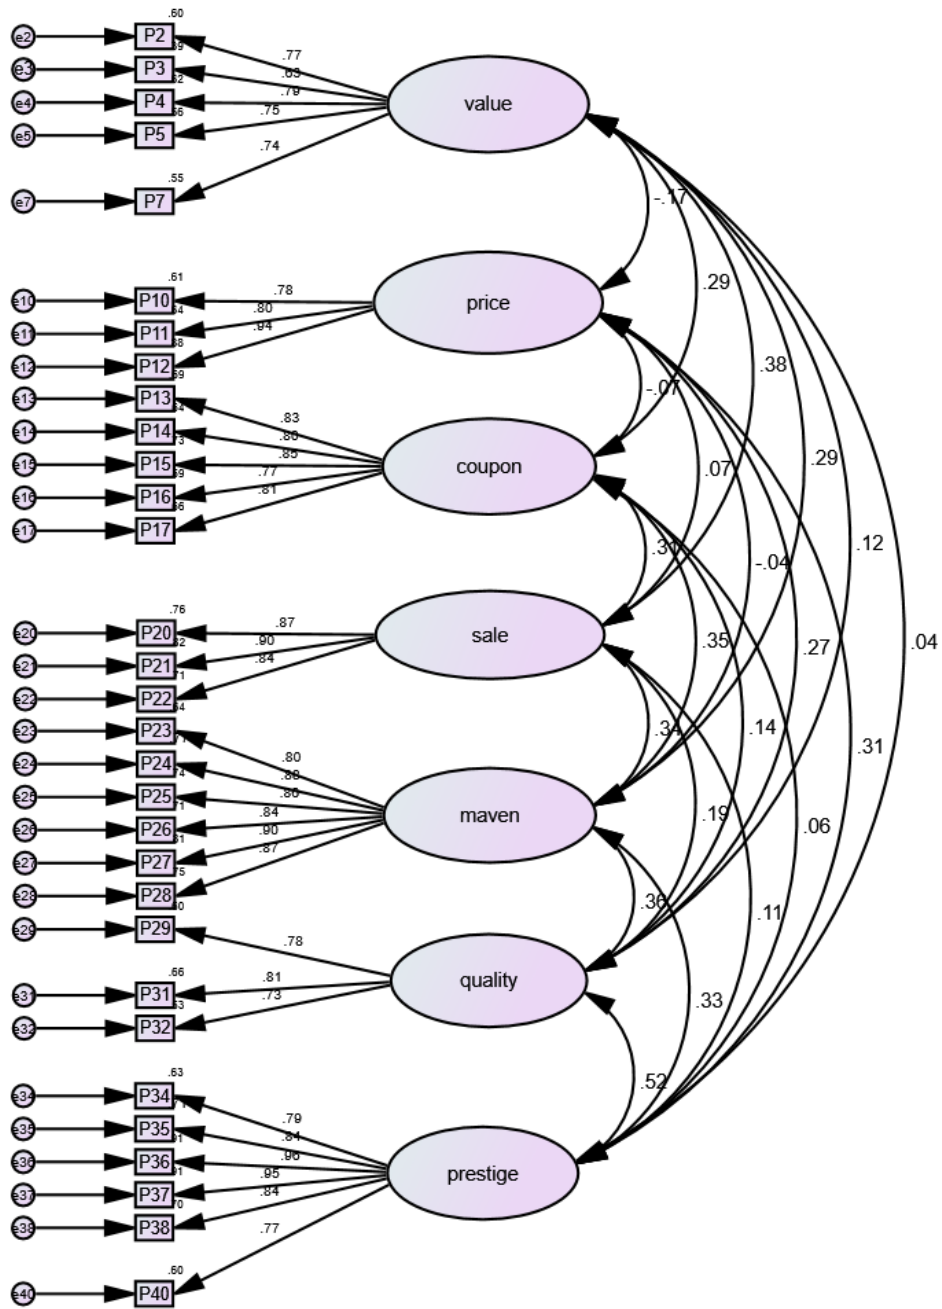 .60
e2 P2
.77
e3 P3
.63
.79
e4 P4
value
.75
e5 P5
.74
.55
e7 P7
-.17
.61
.29
e10 P10
.78
price
.80
e11 P11
.94
e12 P12
.38
-.07
e13 P13
.83
e14 P14
.29
.85
e15 P15
coupon
.07
.77
e16 P16
.81
e17 P17
.12
-.04
.76
.87
e20 P20
sale
.90
.35
.27
.04
e21 P21
.84
e22 P22
.34
.14
e23 P23
.80
.31
e24 P24
e25 P25
.84
maven
.19
.06
e26 P26
.90
.87
e27 P27
e28 P28
.36
.11
e29 P29
.78
.66
.81
quality
e31 P31
.73
.33
e32 P32
.63
.52
e34 P34
.79
e35 P35
.84
.96
e36 P36
.95
prestige
e37 P37
.84
e38 P38
.77
.60
e40 P40